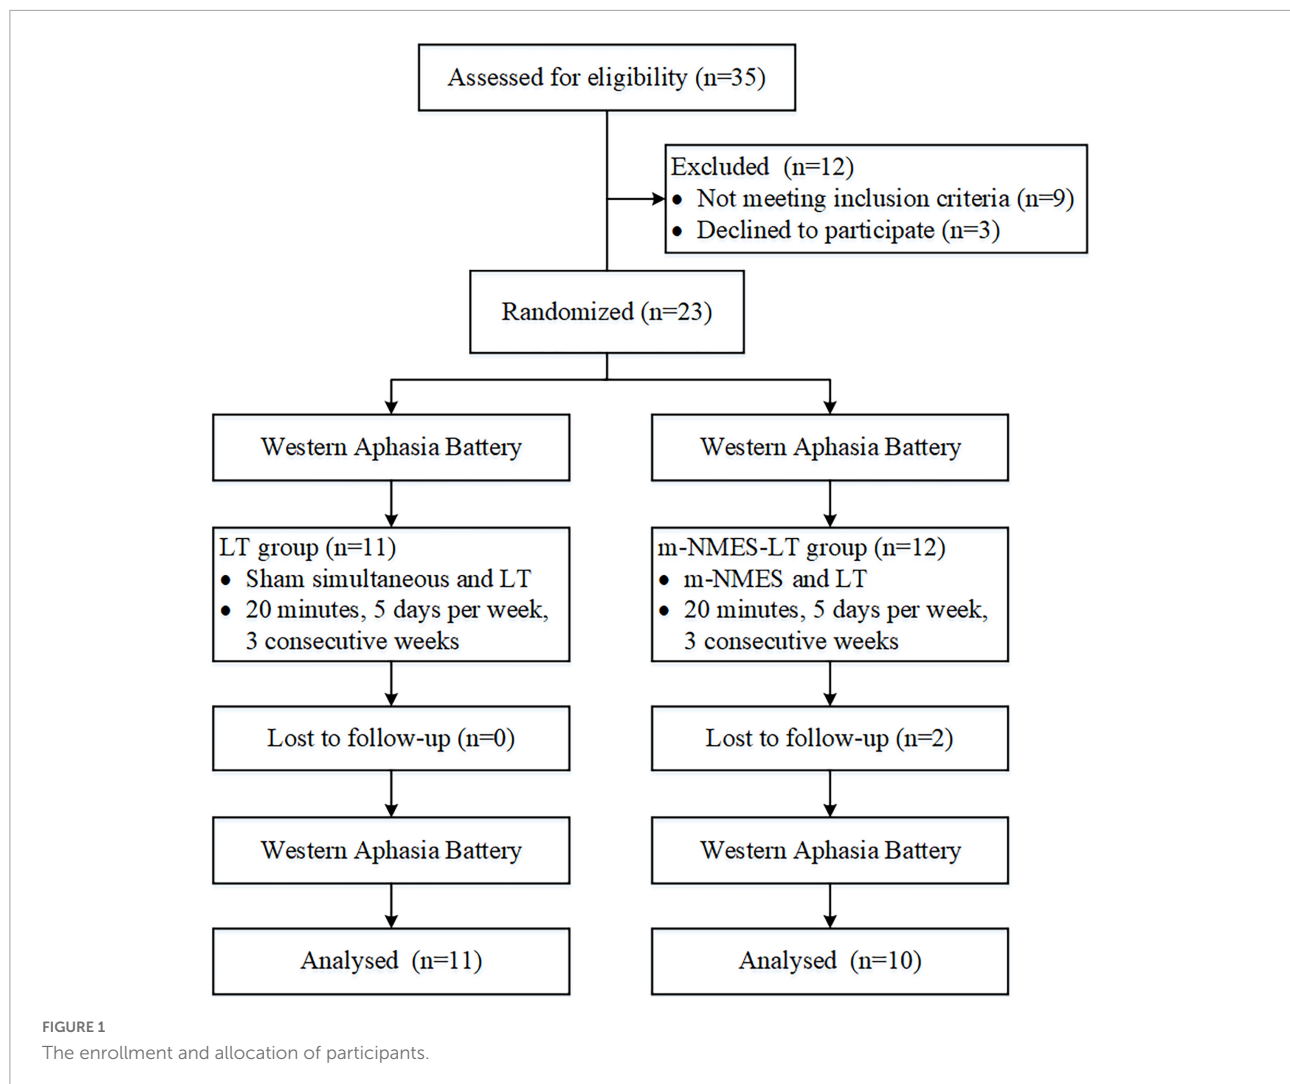 Assessed for eligibility (n=35)
Excluded (n=12)
• Not meeting inclusion criteria (n=9)
• Declined to participate (n=3)
Randomized (n=23)
Western Aphasia Battery
Western Aphasia Battery
LT group (n=11)
• Sham simultaneous and LT
• 20 minutes, 5 days per week,
3 consecutive weeks
m-NMES-LT group (n=12)
• m-NMES and LT
• 20 minutes, 5 days per week,
3 consecutive weeks
Lost to follow-up (n=0)
Lost to follow-up (n=2)
Western Aphasia Battery
Western Aphasia Battery
Analysed (n=11)
Analysed (n=10)
FIGURE 1
The enrollment and allocation of participants.